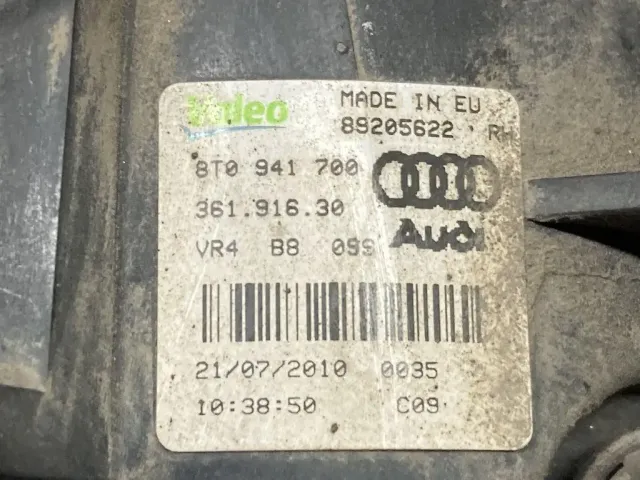 Valeo
MADE IN EU
89205622 RH
8T0 941 700
361.916.30
Audi
VR4 B8 099
21/07/2010 0035
10:38:50 C09